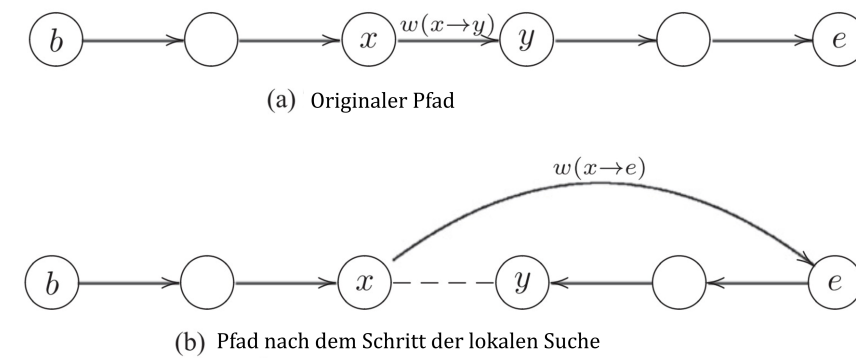 b x w(x→y) y e
(a) Originaler Pfad
w(x→e)
b x y e
(b) Pfad nach dem Schritt der lokalen Suche